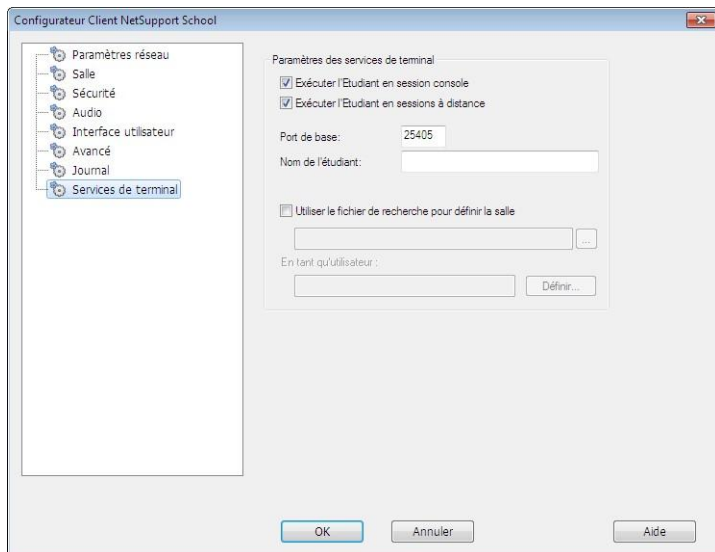 Configurateur Client NetSupport School
Paramètres réseau
Salle
Sécurité
Audio
Interface utilisateur
Avancé
Journal
Services de terminal
Paramètres des services de terminal
Exécuter l'Etudiant en session console
Exécuter l'Etudiant en sessions à distance
Port de base: 25405
Nom de l'étudiant:
Utiliser le fichier de recherche pour définir la salle
...
En tant qu'utilisateur :
Définir...
OK Annuler Aide